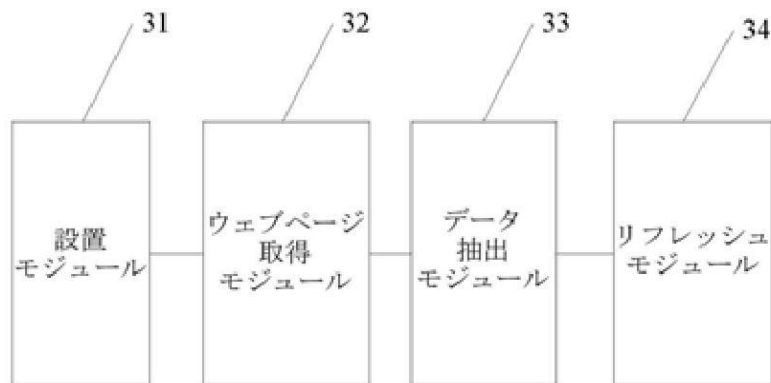 31
32
33
34
設置
モジュール
ウェブページ
取得
モジュール
データ
抽出
モジュール
リフレッシュ
モジュール